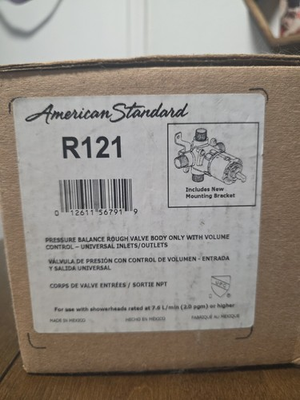 American Standard
R121
Includes New
Mounting Bracket
0 12611 56791 9
PRESSURE BALANCE ROUGH VALVE BODY ONLY WITH VOLUME
CONTROL - UNIVERSAL INLETS/OUTLETS
VÁLVULA DE PRESIÓN CON CONTROL DE VOLUMEN - ENTRADA
Y SALIDA UNIVERSAL
CORPS DE VALVE ENTRÉES / SORTIE NPT
For use with showerheads rated at 7.6 L/min (2.0 pgm) or higher
MADE IN MEXICO HECHO EN MÉXICO FABRIQUÉ AU MEXIQUE